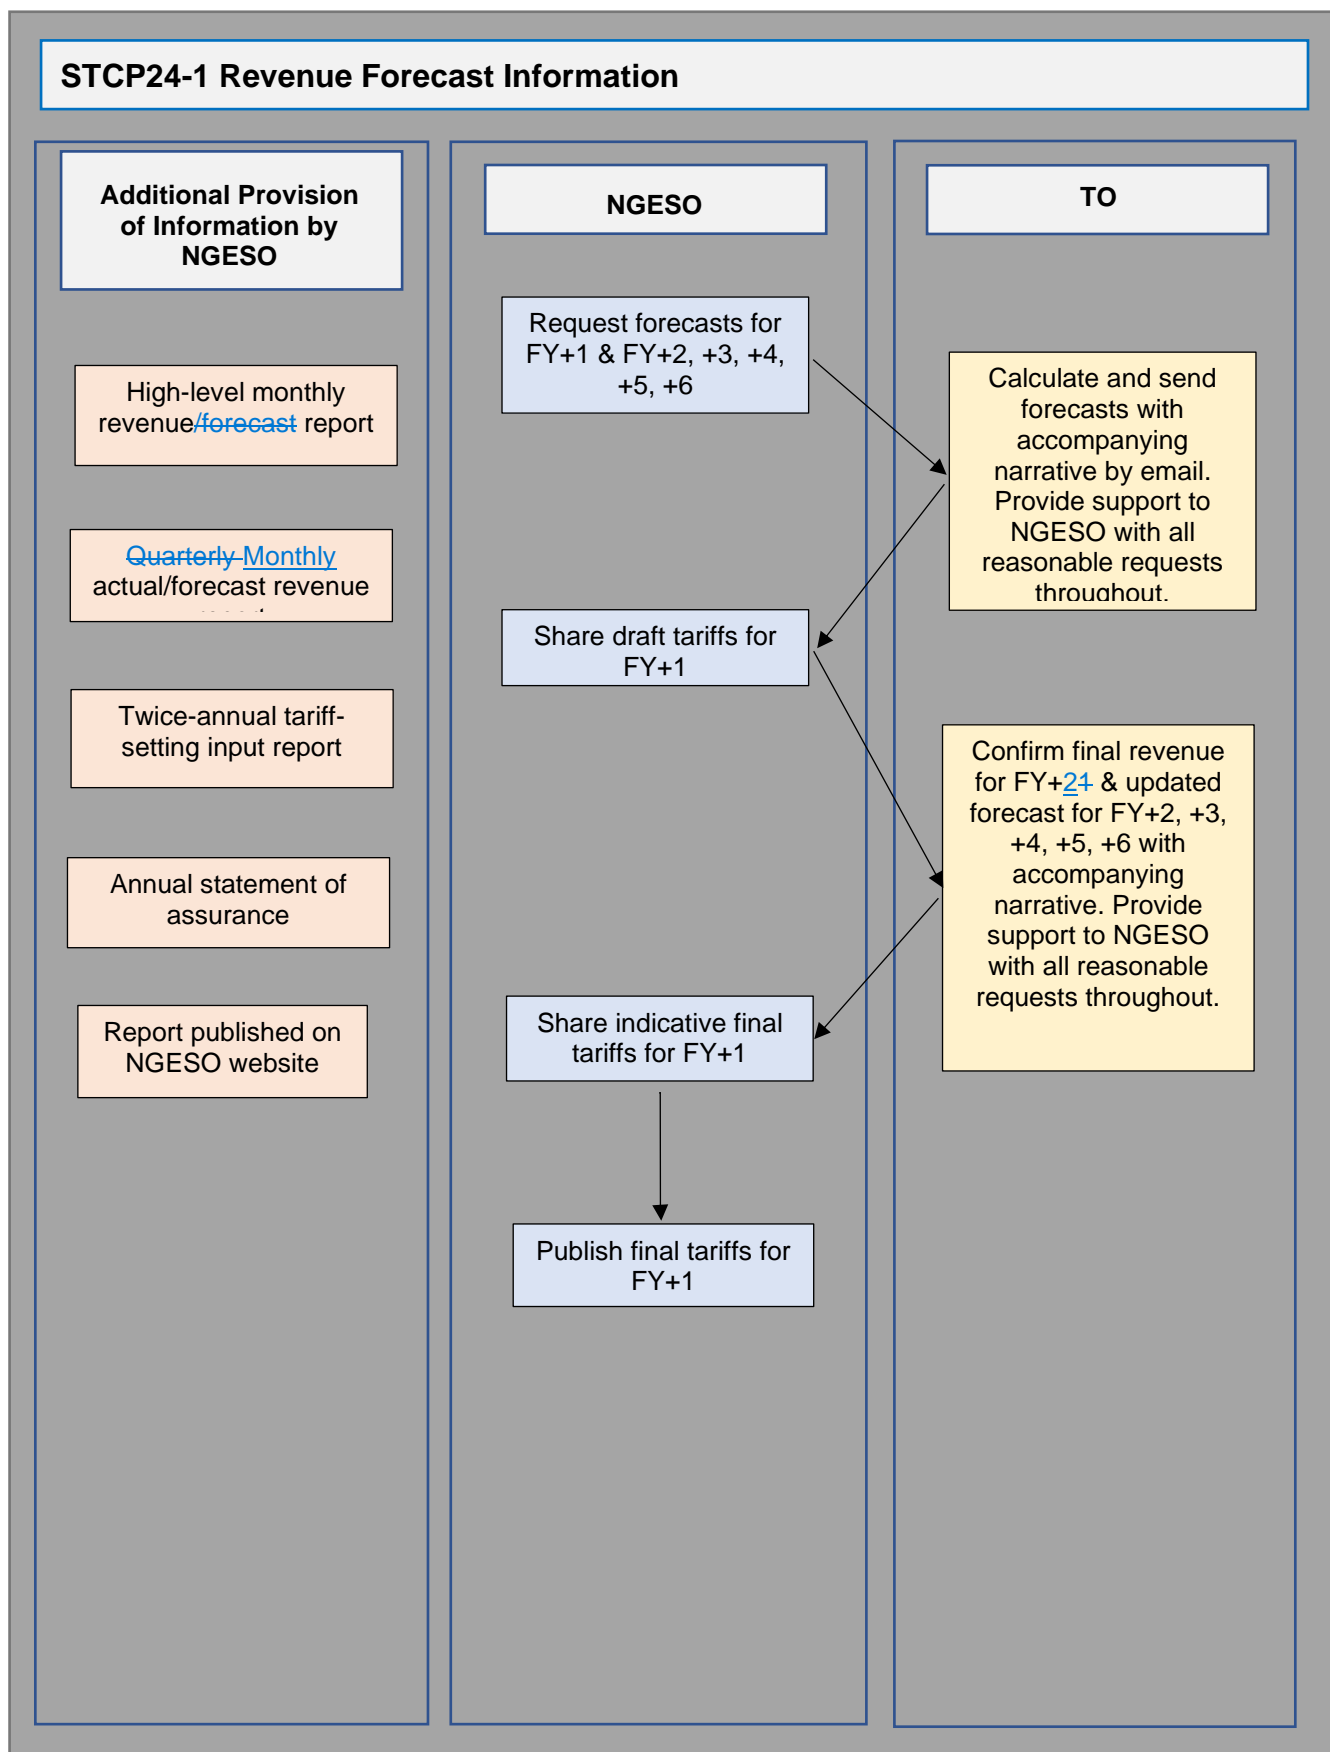 STCP24-1 Revenue Forecast Information
Additional Provision
of Information by
NGESO
High-level monthly
revenue/forecast report
Quarterly Monthly
actual/forecast revenue
Twice-annual tariff-
setting input report
Annual statement of
assurance
Report published on
NGESO website
NGESO
Request forecasts for
FY+1 & FY+2, +3, +4,
+5, +6
Share draft tariffs for
FY+1
Share indicative final
tariffs for FY+1
Publish final tariffs for
FY+1
TO
Calculate and send
forecasts with
accompanying
narrative by email.
Provide support to
NGESO with all
reasonable requests
throughout.
Confirm final revenue
for FY+21 & updated
forecast for FY+2, +3,
+4, +5, +6 with
accompanying
narrative. Provide
support to NGESO
with all reasonable
requests throughout.